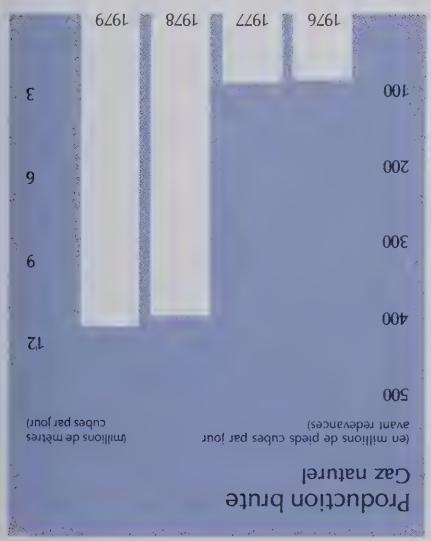 Production brute
Gaz naturel
(en millions de pieds cubes par jour
avant redevances)
(millions de mètres
cubes par jour)
500
400
300
200
100
12
9
6
3
1976 1977 1978 1979